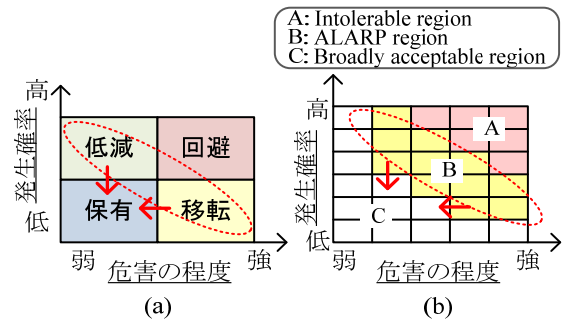 A: Intolerable region
B: ALARP region
C: Broadly acceptable region
高
発生確率
低
低減
回避
保有
移転
弱
強
危害の程度
(a)
高
発生確率
低
A
B
C
弱
強
危害の程度
(b)